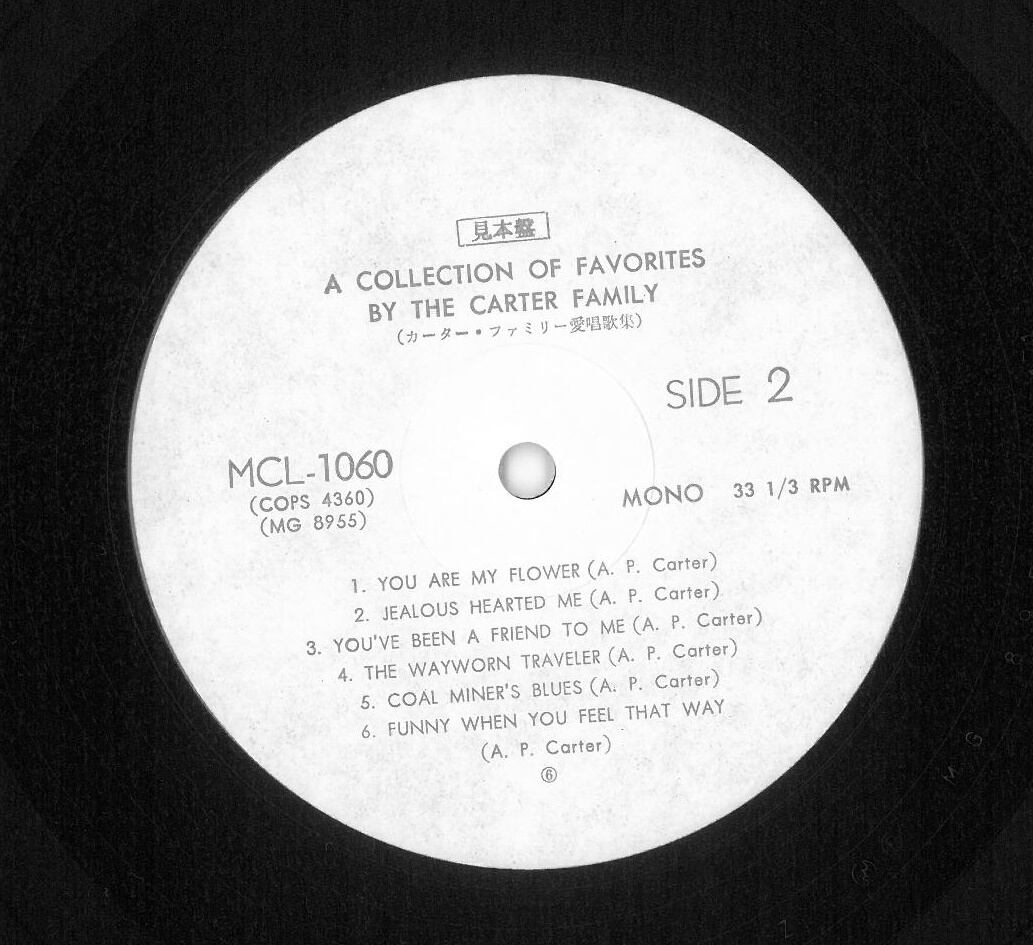 見本盤
A COLLECTION OF FAVORITES
BY THE CARTER FAMILY
(カーター・ファミリー愛唱歌集)
SIDE 2
MCL-1060
(COPS 4360)
(MG 8955)
MONO 33 1/3 RPM
1. YOU ARE MY FLOWER (A. P. Carter)
2. JEALOUS HEARTED ME (A. P. Carter)
3. YOU'VE BEEN A FRIEND TO ME (A. P. Carter)
4. THE WAYWORN TRAVELER (A. P. Carter)
5. COAL MINER'S BLUES (A. P. Carter)
6. FUNNY WHEN YOU FEEL THAT WAY
(A. P. Carter)
⑥